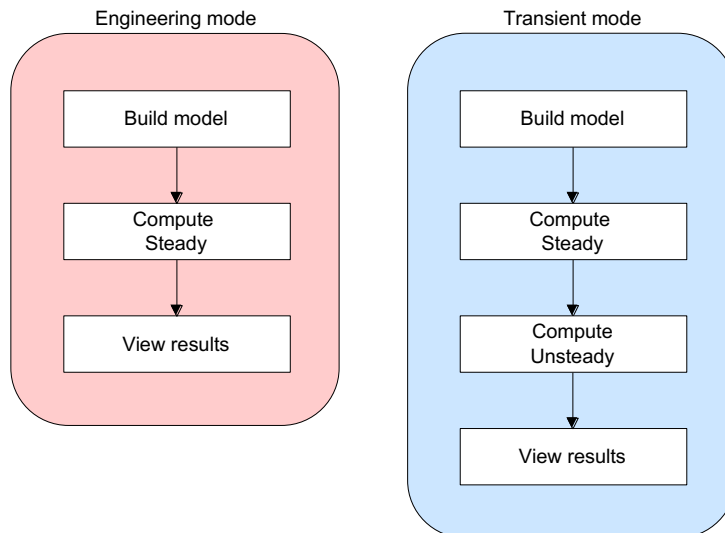 Engineering mode
Build model
Compute
Steady
View results
Transient mode
Build model
Compute
Steady
Compute
Unsteady
View results